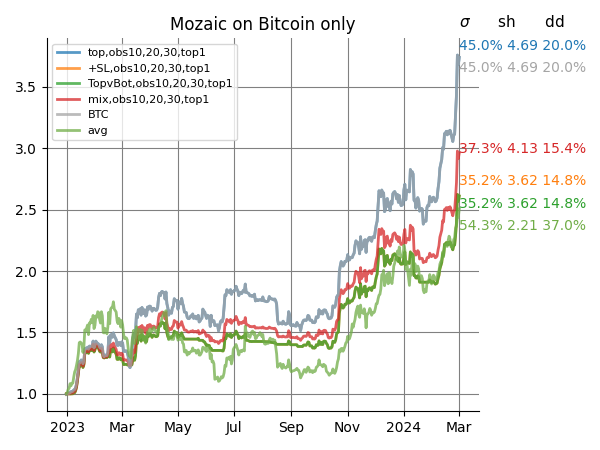 Mozaic on Bitcoin only
σ sh dd
top,obs10,20,30,top1
+SL,obs10,20,30,top1
TopvBot,obs10,20,30,top1
mix,obs10,20,30,top1
BTC
avg
45.0% 4.69 20.0%
45.0% 4.69 20.0%
37.3% 4.13 15.4%
35.2% 3.62 14.8%
35.2% 3.62 14.8%
54.3% 2.21 37.0%
3.5
3.0
2.5
2.0
1.5
1.0
2023 Mar May Jul Sep Nov 2024 Mar